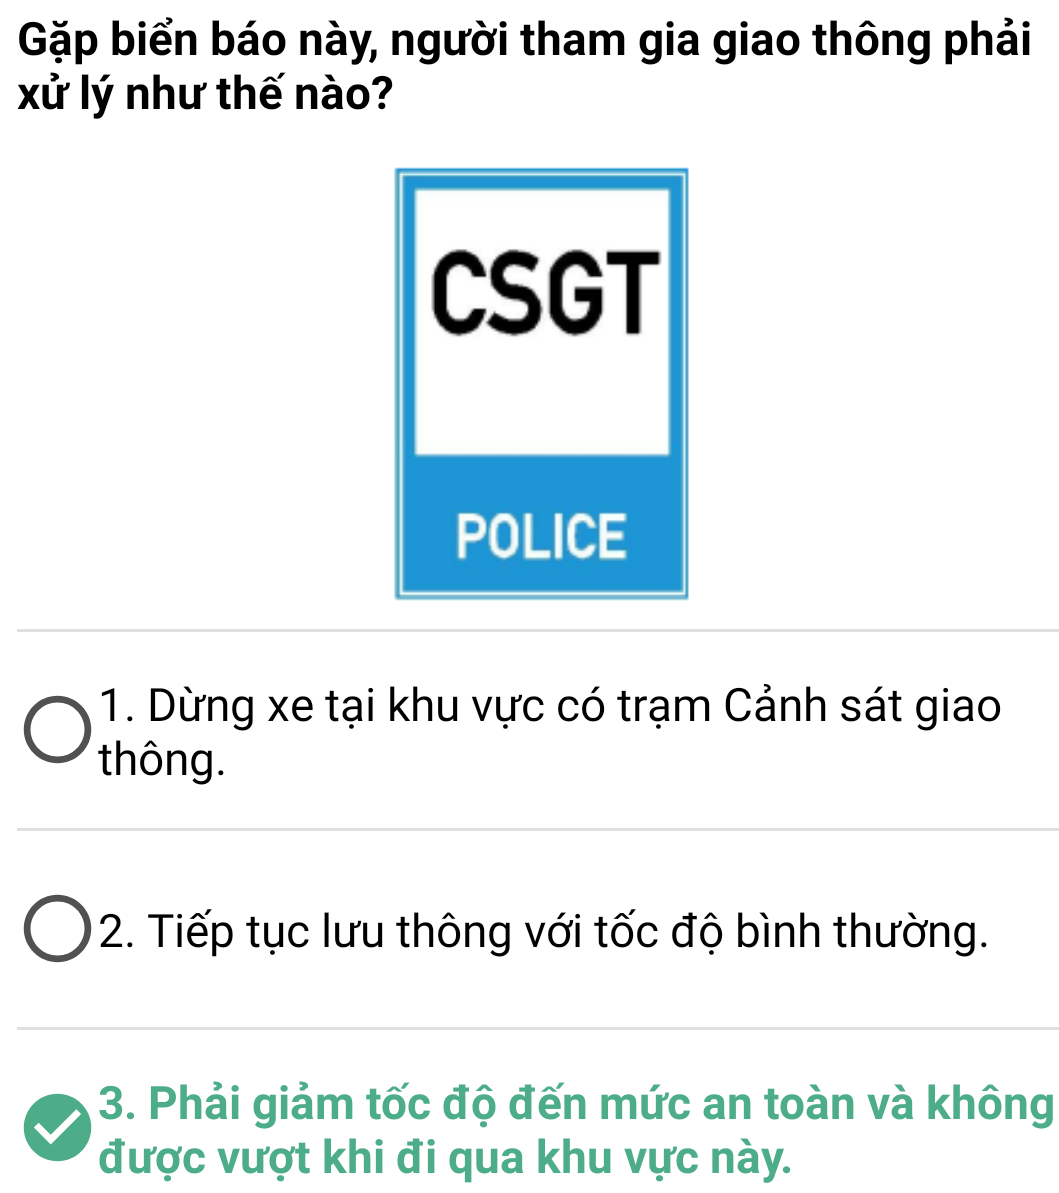 Gặp biển báo này, người tham gia giao thông phải
xử lý như thế nào?
CSGT
POLICE
1. Dừng xe tại khu vực có trạm Cảnh sát giao
thông.
2. Tiếp tục lưu thông với tốc độ bình thường.
3. Phải giảm tốc độ đến mức an toàn và không
được vượt khi đi qua khu vực này.